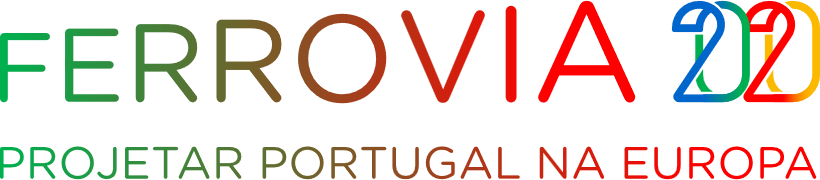 FERROVIA 2020
PROJETAR PORTUGAL NA EUROPA